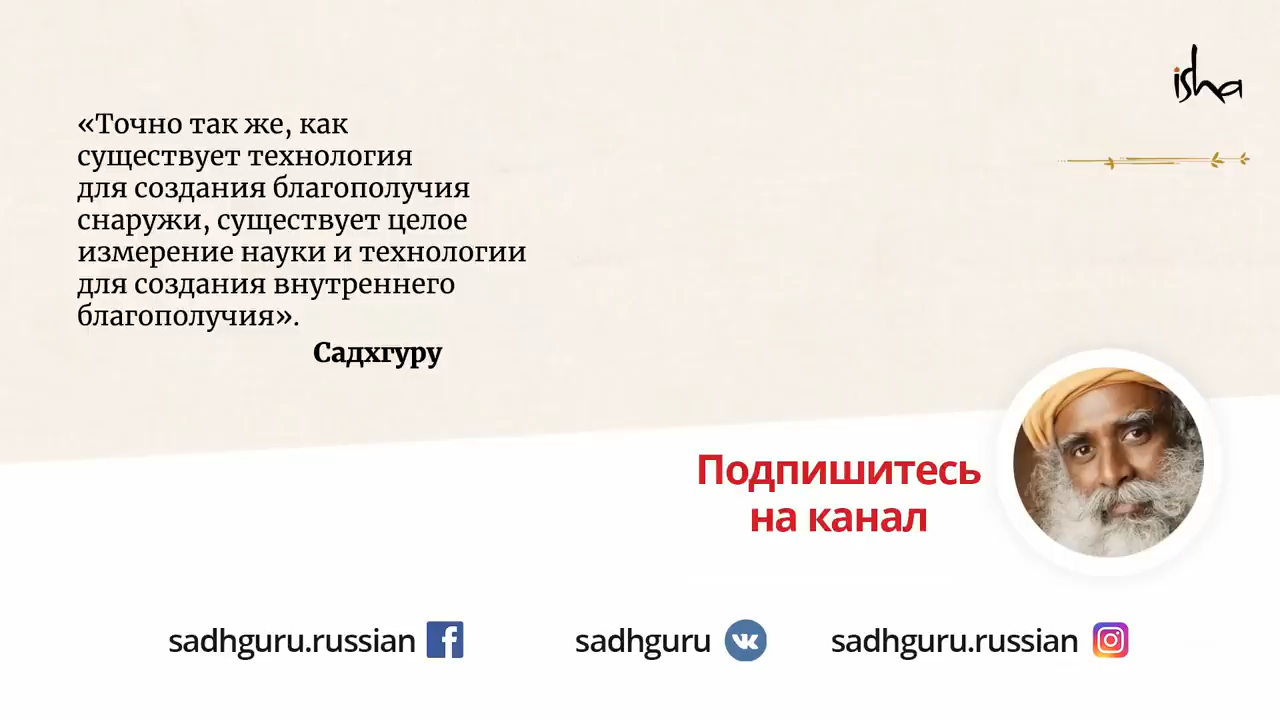 isha
«Точно так же, как
существует технология
для создания благополучия
снаружи, существует целое
измерение науки и технологии
для создания внутреннего
благополучия».
Садхгуру
Подпишитесь
на канал
sadhguru.russian
sadhguru
sadhguru.russian